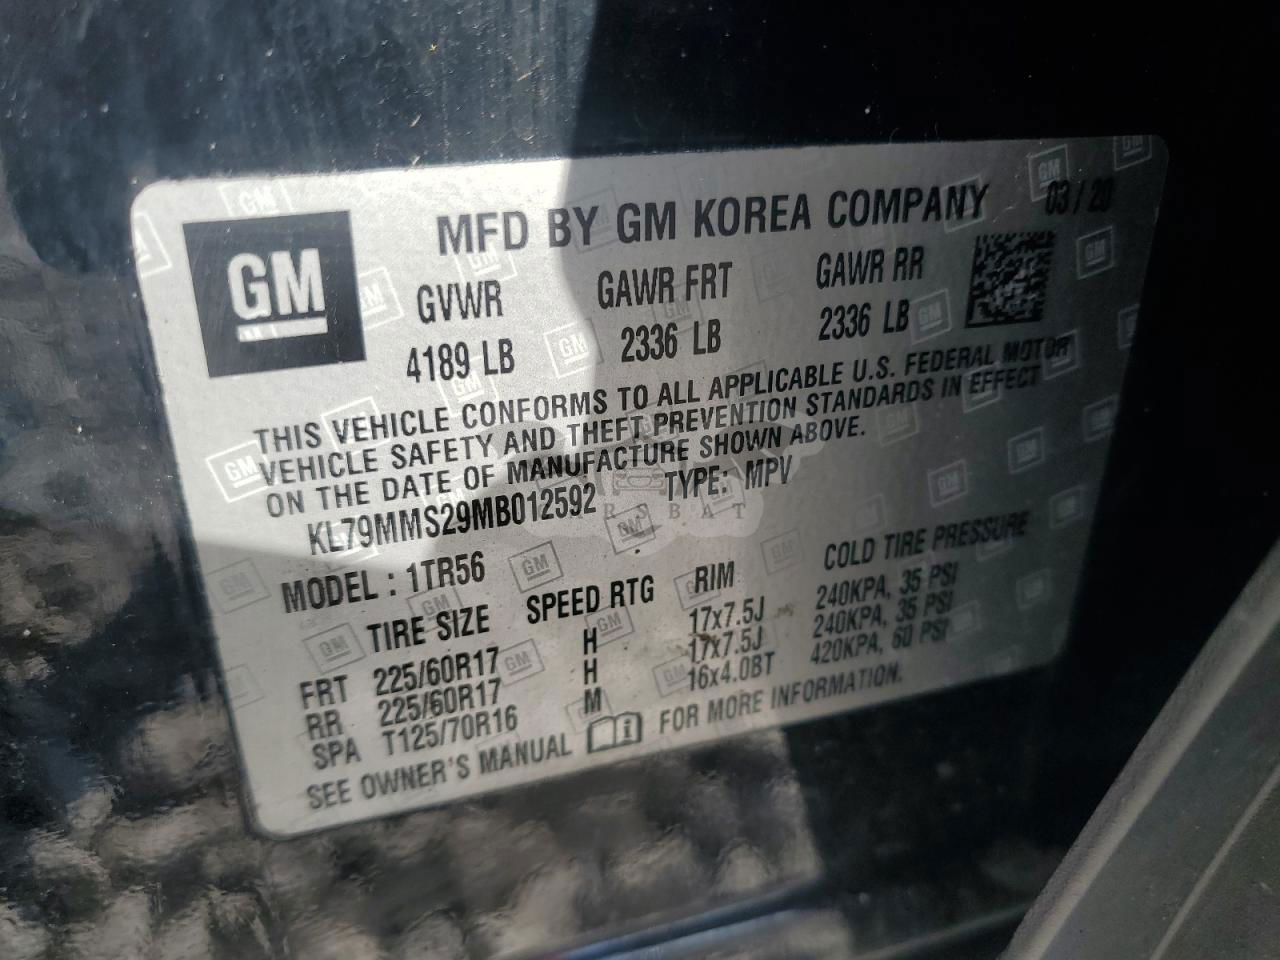 GM
MFD BY GM KOREA COMPANY 03/20
GVWR GAWR FRT GAWR RR
4189 LB 2336 LB 2336 LB
THIS VEHICLE CONFORMS TO ALL APPLICABLE U.S. FEDERAL MOTOR
VEHICLE SAFETY AND THEFT PREVENTION STANDARDS IN EFFECT
ON THE DATE OF MANUFACTURE SHOWN ABOVE.
KL79MMS29MB012592 TYPE: MPV
MODEL : 1TR56
TIRE SIZE SPEED RTG RIM COLD TIRE PRESSURE
FRT 225/60R17 H 17x7.5J 240KPA, 35 PSI
RR 225/60R17 H 17x7.5J 240KPA, 35 PSI
SPA T125/70R16 M 16x4.0BT 420KPA, 60 PSI
SEE OWNER'S MANUAL FOR MORE INFORMATION.